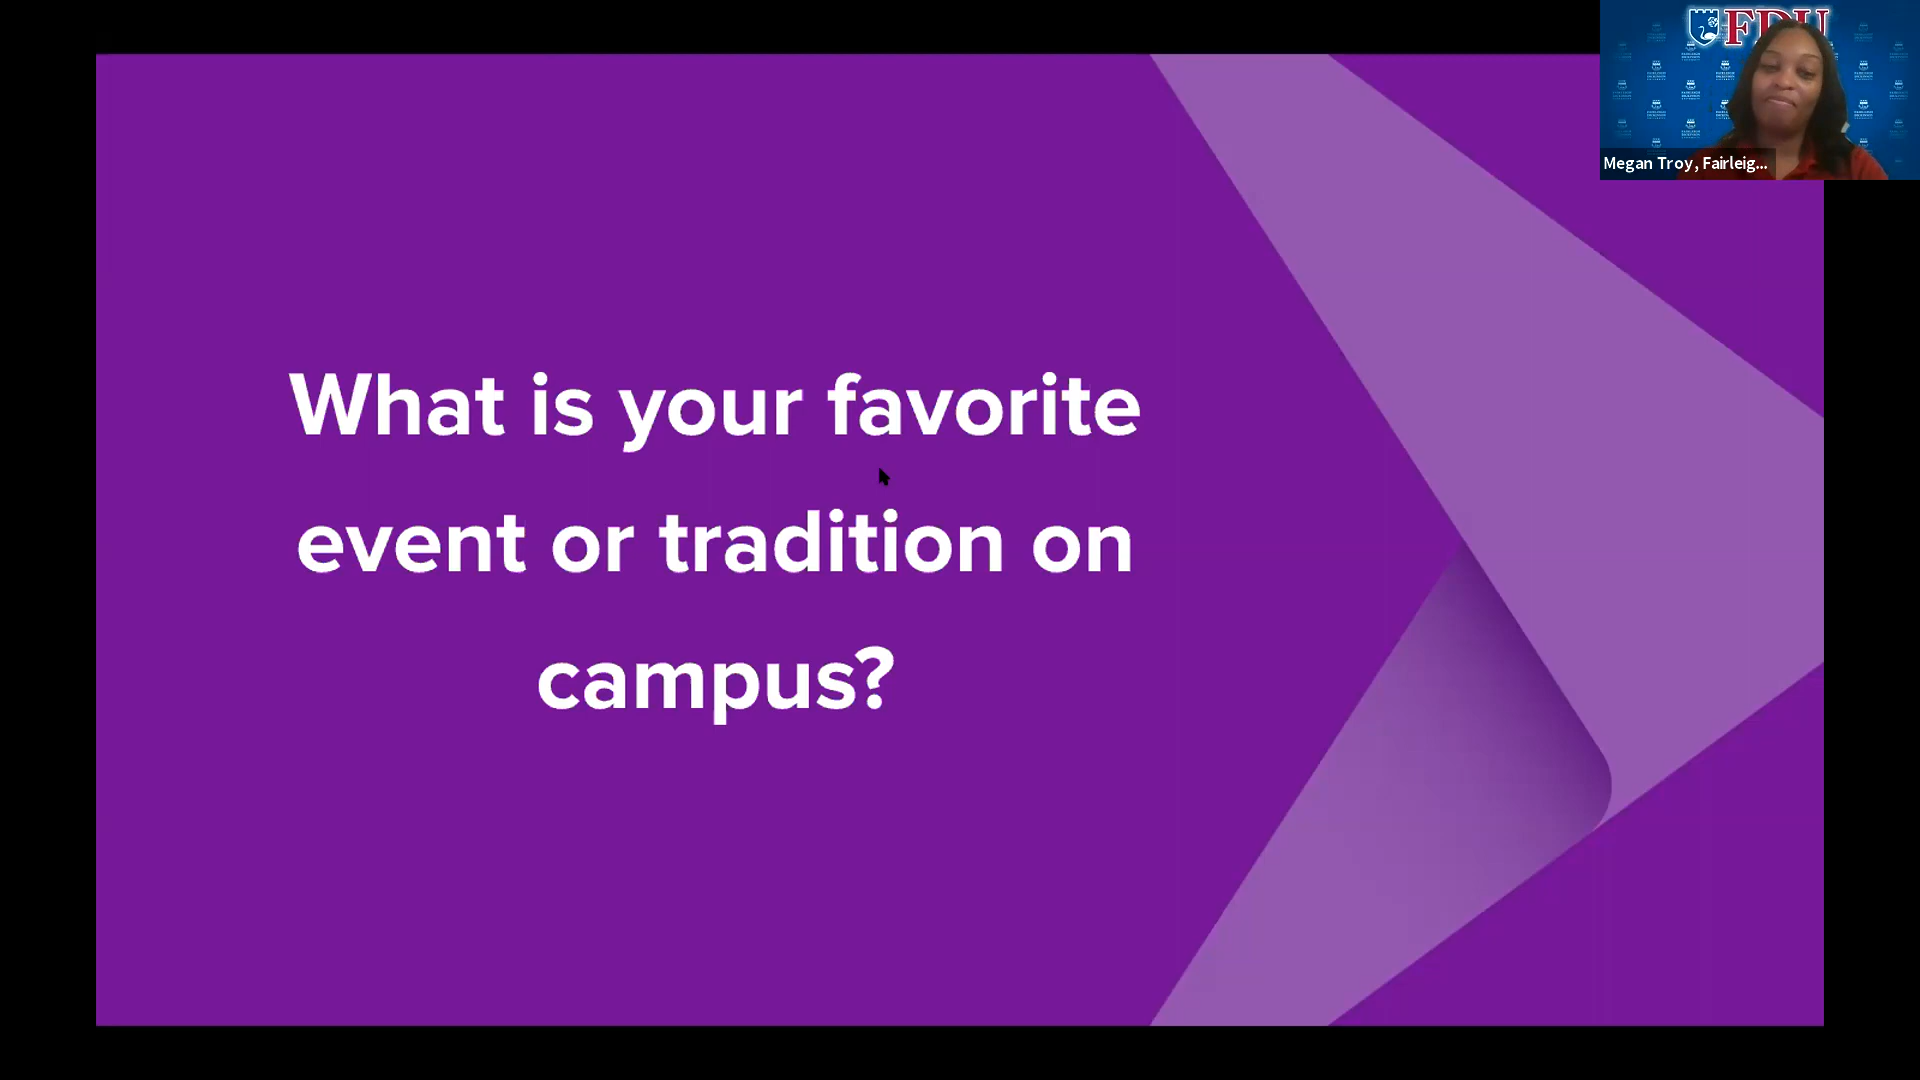 FDU
Megan Troy, Fairleig...
What is your favorite
event or tradition on
campus?